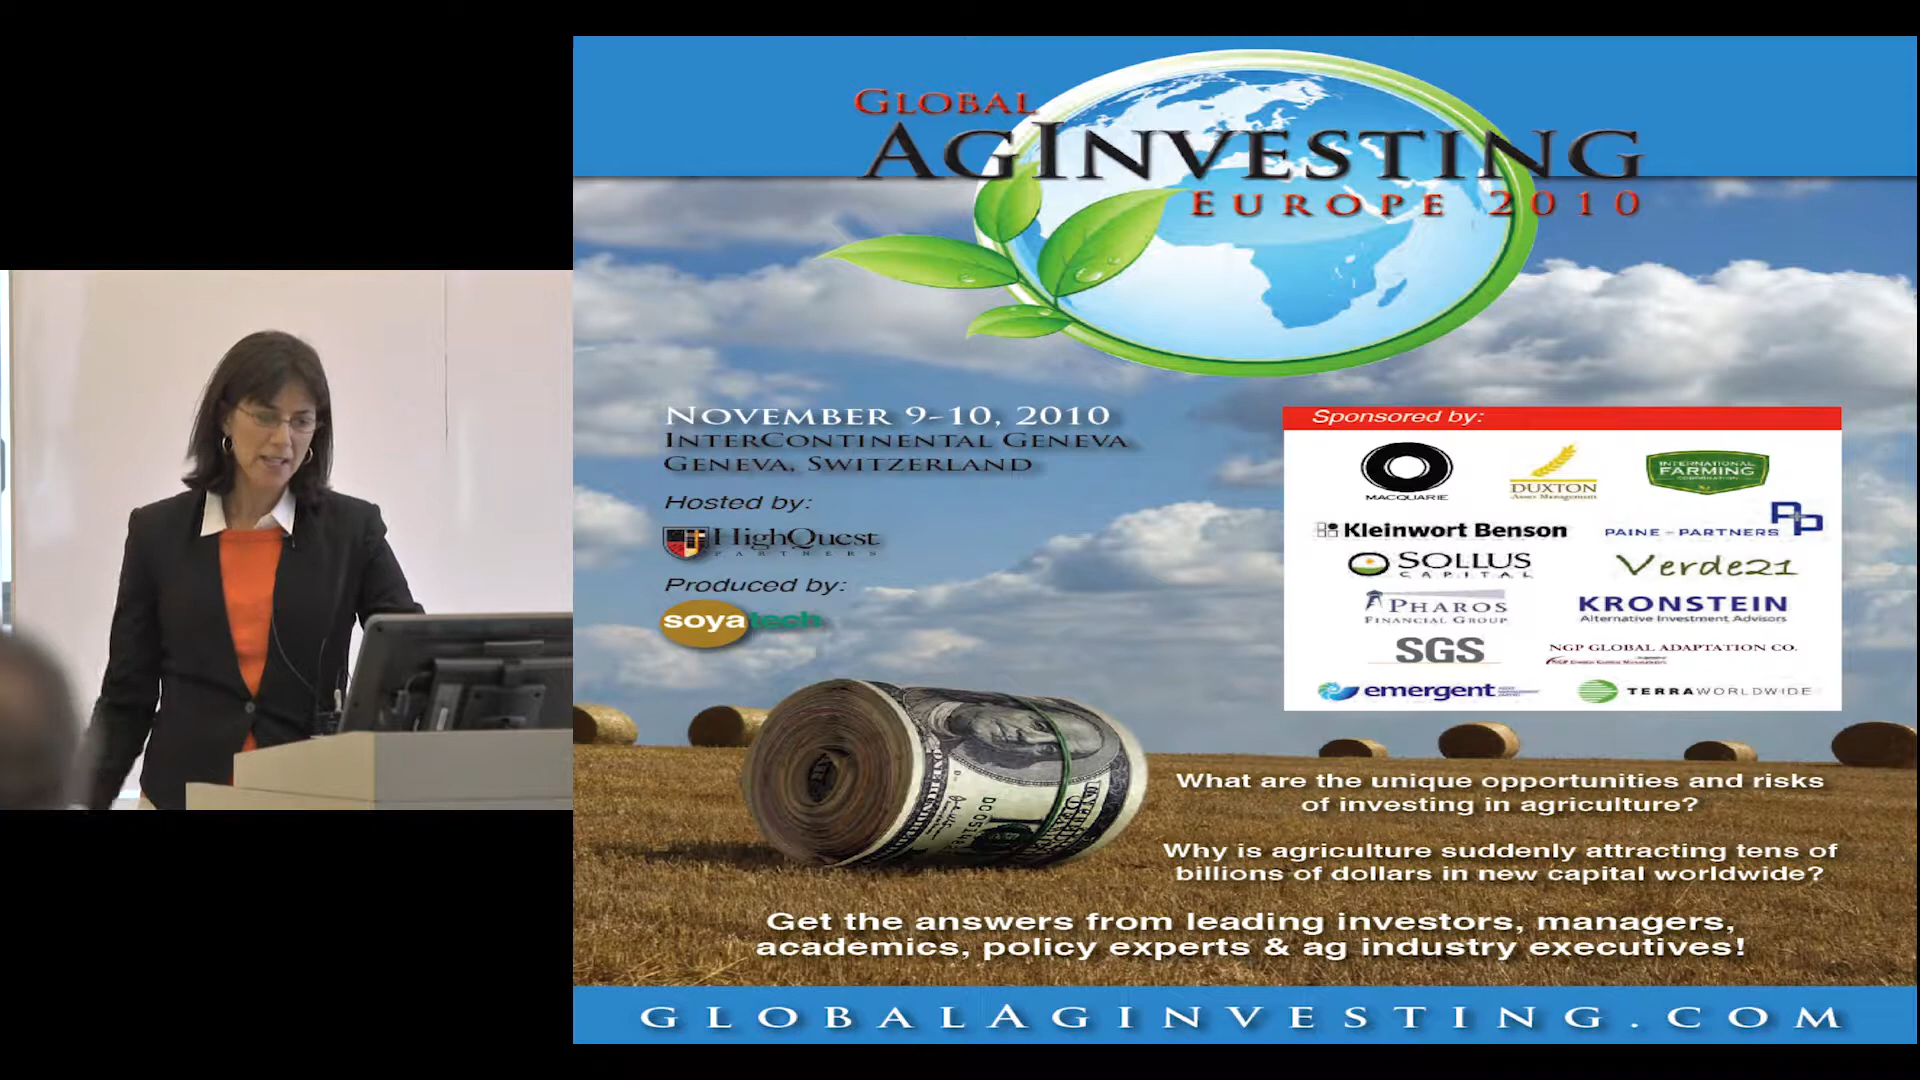 GLOBAL
AGINVESTING
EUROPE 2010
NOVEMBER 9-10, 2010
INTERCONTINENTAL GENEVA
GENEVA, SWITZERLAND
Hosted by:
HighQuest
PARTNERS
Produced by:
soyatech
Sponsored by:
MACQUARIE
DUXTON
Asset Management
INTERNATIONAL
FARMING
CORPORATION
Kleinwort Benson
PAINE + PARTNERS
SOLLUS
CAPITAL
Verde21
PHAROS
FINANCIAL GROUP
KRONSTEIN
Alternative Investment Advisors
SGS
NGP GLOBAL ADAPTATION CO.
emergent
TERRAWORLDWIDE
What are the unique opportunities and risks
of investing in agriculture?
Why is agriculture suddenly attracting tens of
billions of dollars in new capital worldwide?
Get the answers from leading investors, managers,
academics, policy experts & ag industry executives!
GLOBALAGINVESTING.COM